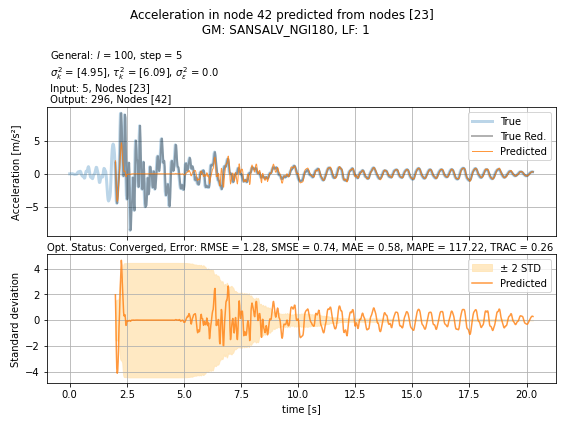 Acceleration in node 42 predicted from nodes [23]
GM: SANSALV_NGI180, LF: 1
General: l = 100, step = 5
σ²ₖ = [4.95], τ²ₖ = [6.09], σ²ε = 0.0
Input: 5, Nodes [23]
Output: 296, Nodes [42]
Acceleration [m/s²]
5
0
−5
True
True Red.
Predicted
Opt. Status: Converged, Error: RMSE = 1.28, SMSE = 0.74, MAE = 0.58, MAPE = 117.22, TRAC = 0.26
Standard deviation
4
2
0
−2
−4
± 2 STD
Predicted
0.0 2.5 5.0 7.5 10.0 12.5 15.0 17.5 20.0
time [s]